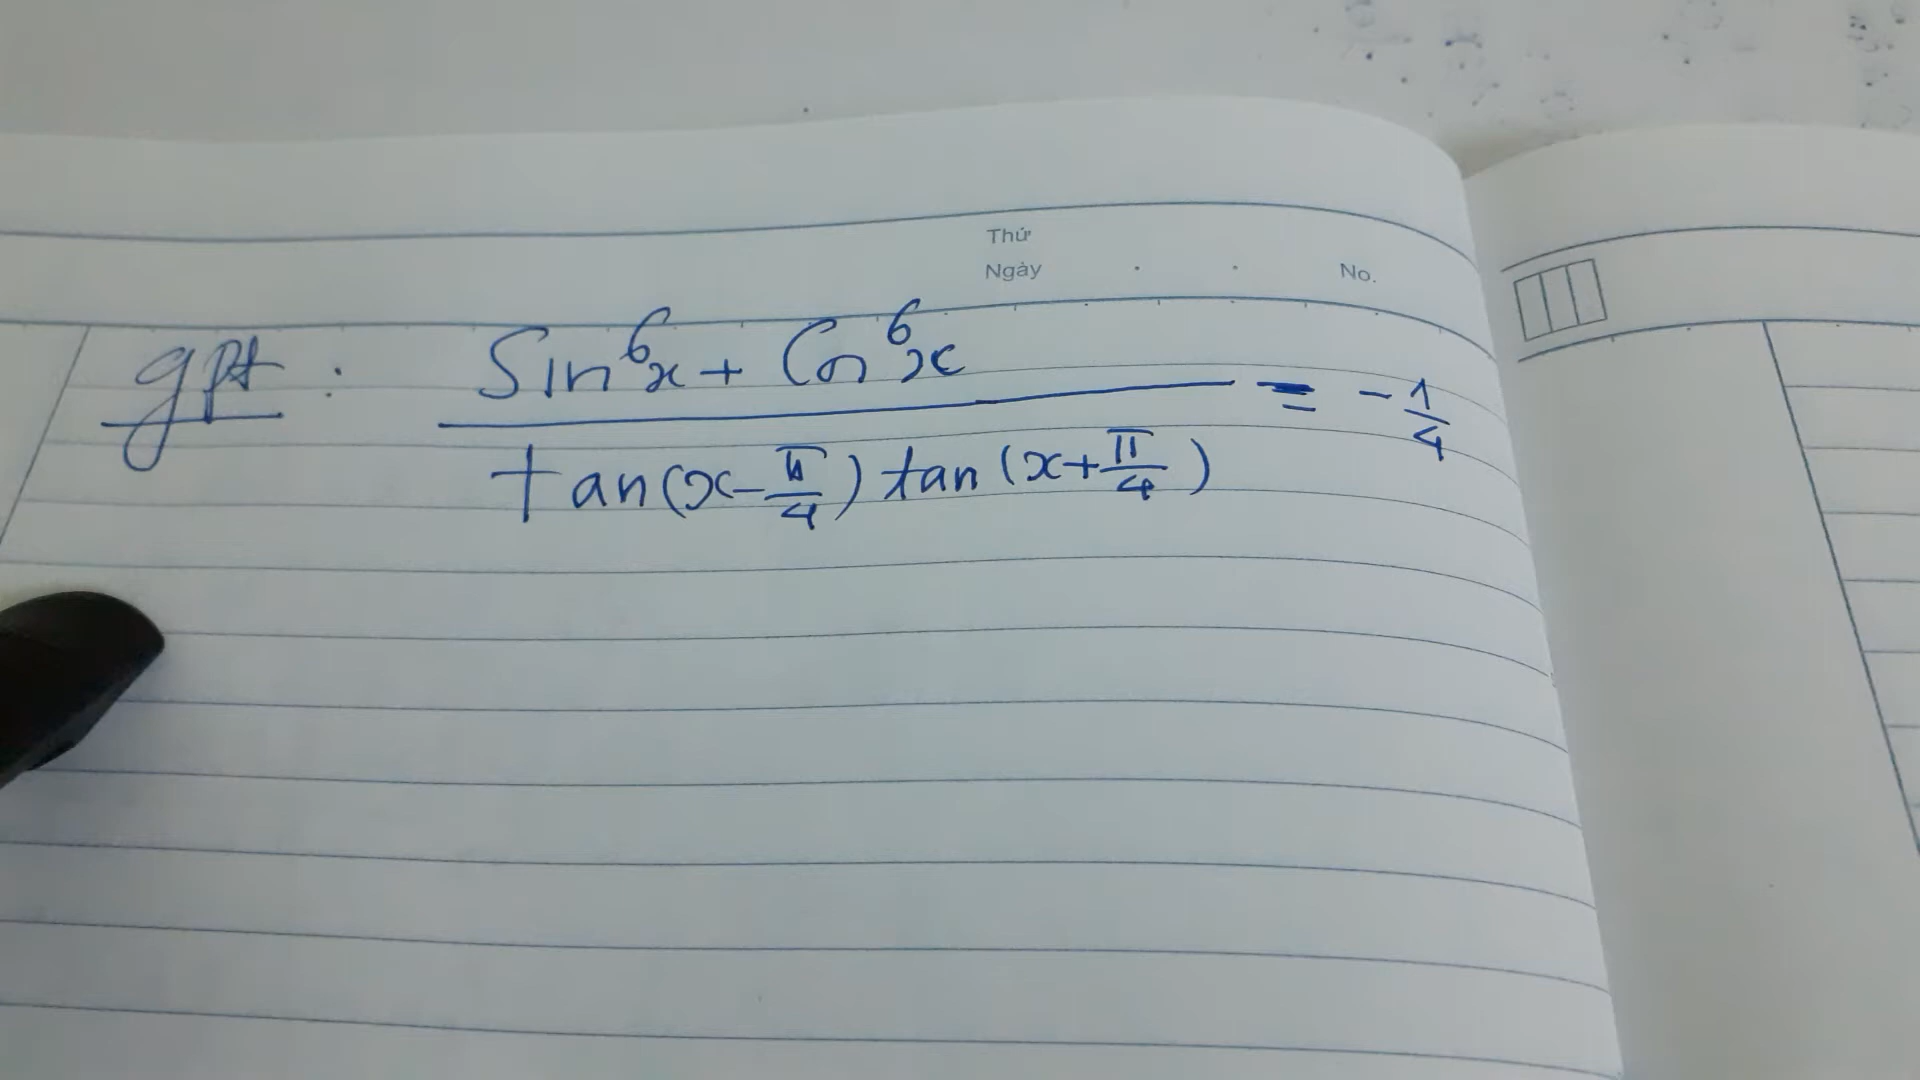 Thứ
Ngày . . No.
gpt : Sin⁶x + Cos⁶x / tan(x-π/4) tan(x+π/4) = -1/4